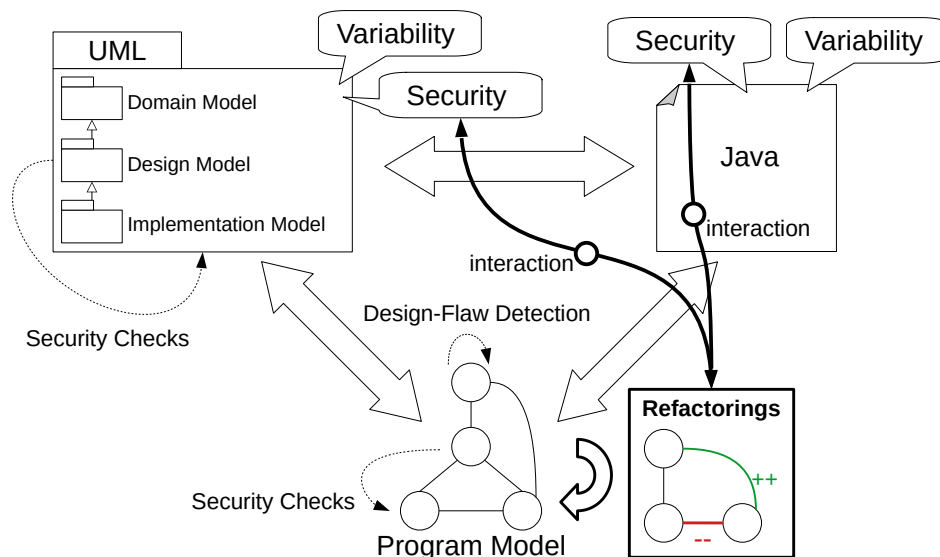 UML
Variability
Security
Variability
Domain Model
Security
Design Model
Java
Implementation Model
interaction
interaction
Design-Flaw Detection
Security Checks
Refactorings
++
Security Checks
--
Program Model